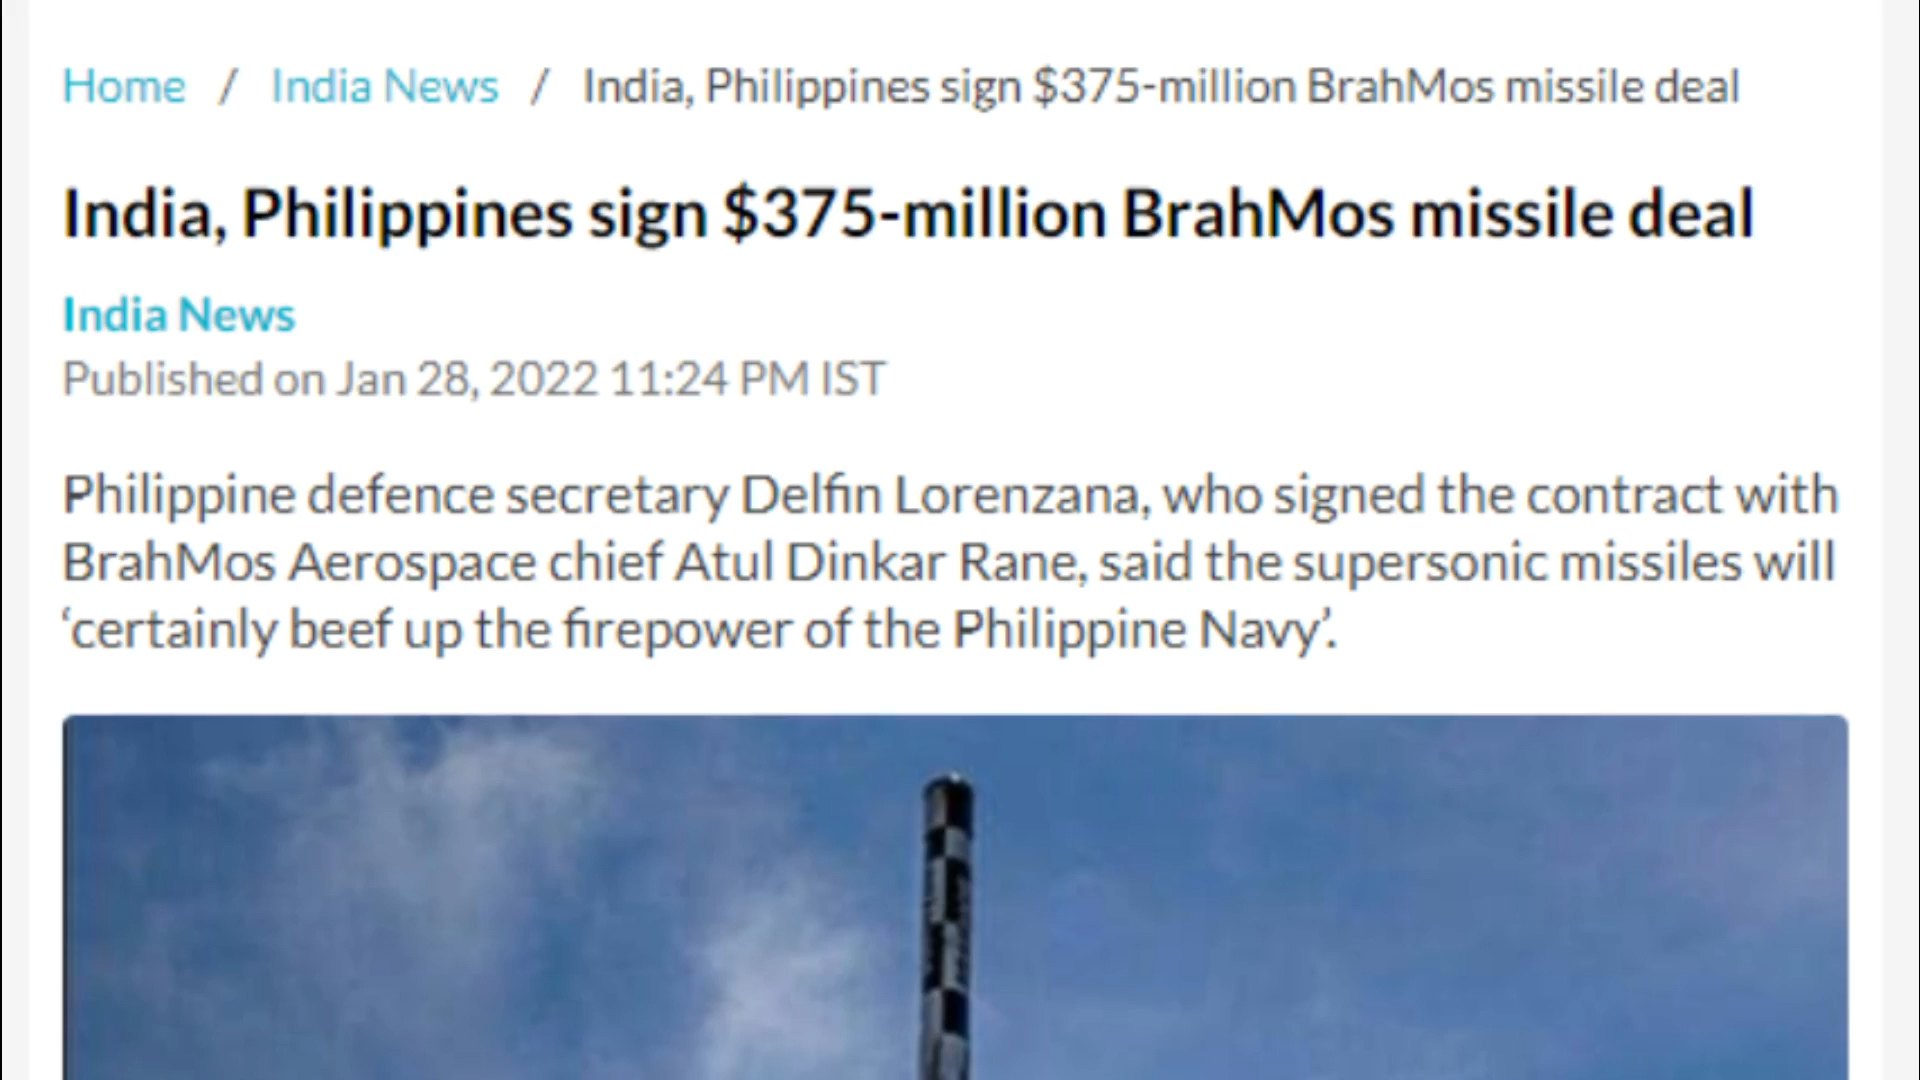 Home / India News / India, Philippines sign $375-million BrahMos missile deal
India, Philippines sign $375-million BrahMos missile deal
India News
Published on Jan 28, 2022 11:24 PM IST
Philippine defence secretary Delfin Lorenzana, who signed the contract with
BrahMos Aerospace chief Atul Dinkar Rane, said the supersonic missiles will
‘certainly beef up the firepower of the Philippine Navy’.